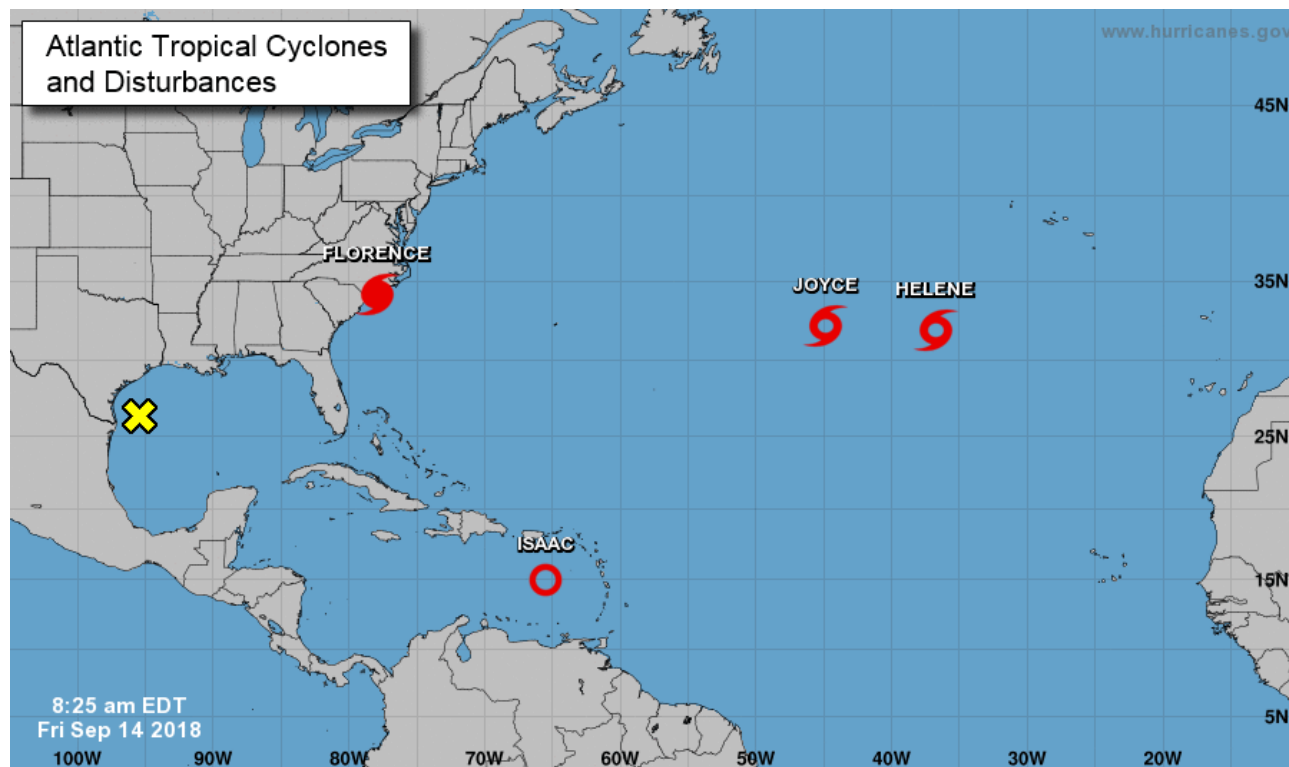 Atlantic Tropical Cyclones
and Disturbances
www.hurricanes.gov
45N
FLORENCE
35N
JOYCE
HELENE
25N
ISAAC
15N
8:25 am EDT
Fri Sep 14 2018
5N
100W 90W 80W 70W 60W 50W 40W 30W 20W